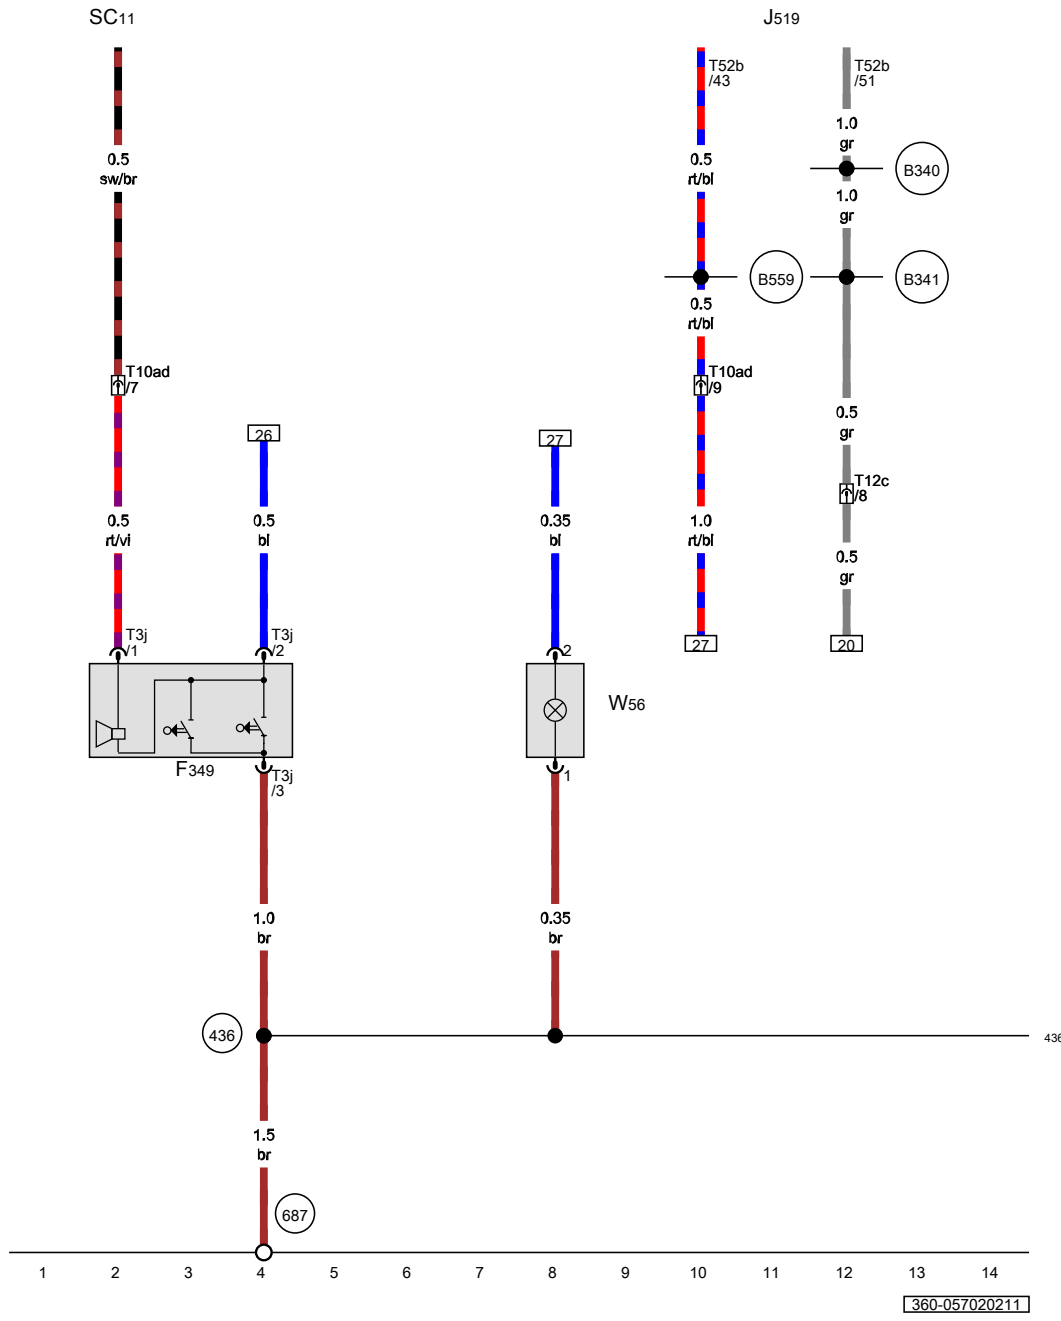 SC11
J519
T52b
/43
T52b
/51
1.0
gr
0.5
sw/br
0.5
rt/bl
B340
1.0
gr
B559
B341
0.5
rt/bl
T10ad
/7
T10ad
/9
0.5
gr
26
27
T12c
/8
0.5
rt/vi
0.5
bl
0.35
bl
1.0
rt/bl
0.5
gr
T3j
/1
T3j
/2
2
27
20
W56
F349
T3j
/3
1
1.0
br
0.35
br
436
436
1.5
br
687
1 2 3 4 5 6 7 8 9 10 11 12 13 14
360-057020211